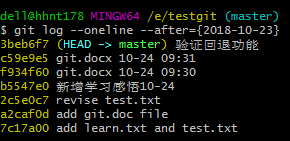 dell@hhnt178 MINGW64 /e/testgit (master)
$ git log --oneline --after={2018-10-23}
3beb6f7 (HEAD -> master) 验证回退功能
c59e9e5 git.docx 10-24 09:31
f934f60 git.docx 10-24 09:30
b5547e0 新增学习感悟10-24
2c5e0c7 revise test.txt
a2caf0d add git.doc file
7c17a00 add learn.txt and test.txt